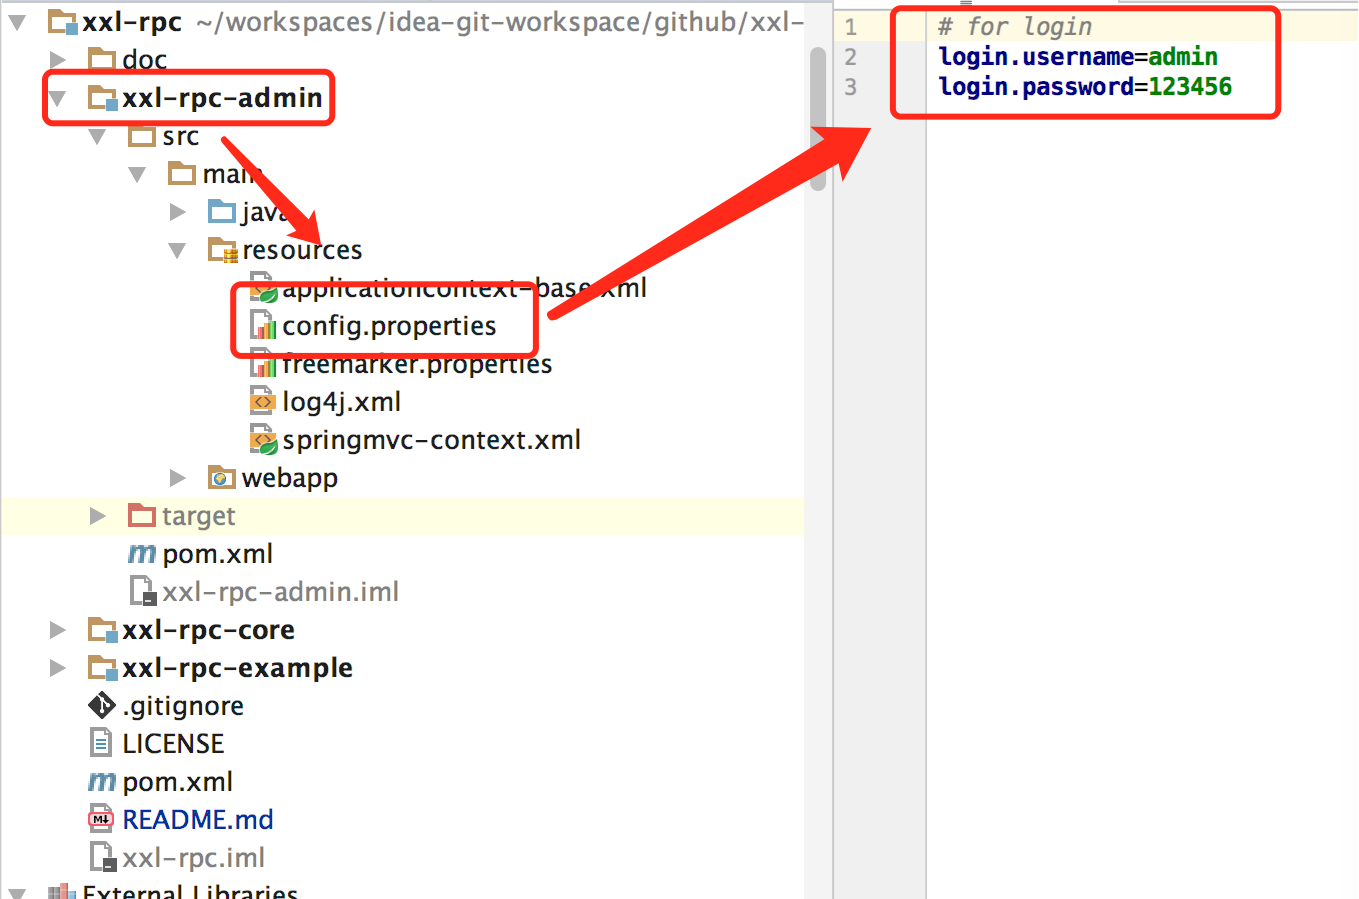 xxl-rpc ~/workspaces/idea-git-workspace/github/xxl-
doc
xxl-rpc-admin
src
main
java
resources
applicationcontext-base.xml
config.properties
freemarker.properties
log4j.xml
springmvc-context.xml
webapp
target
pom.xml
xxl-rpc-admin.iml
xxl-rpc-core
xxl-rpc-example
.gitignore
LICENSE
pom.xml
README.md
xxl-rpc.iml
External Libraries
1 # for login
2 login.username=admin
3 login.password=123456